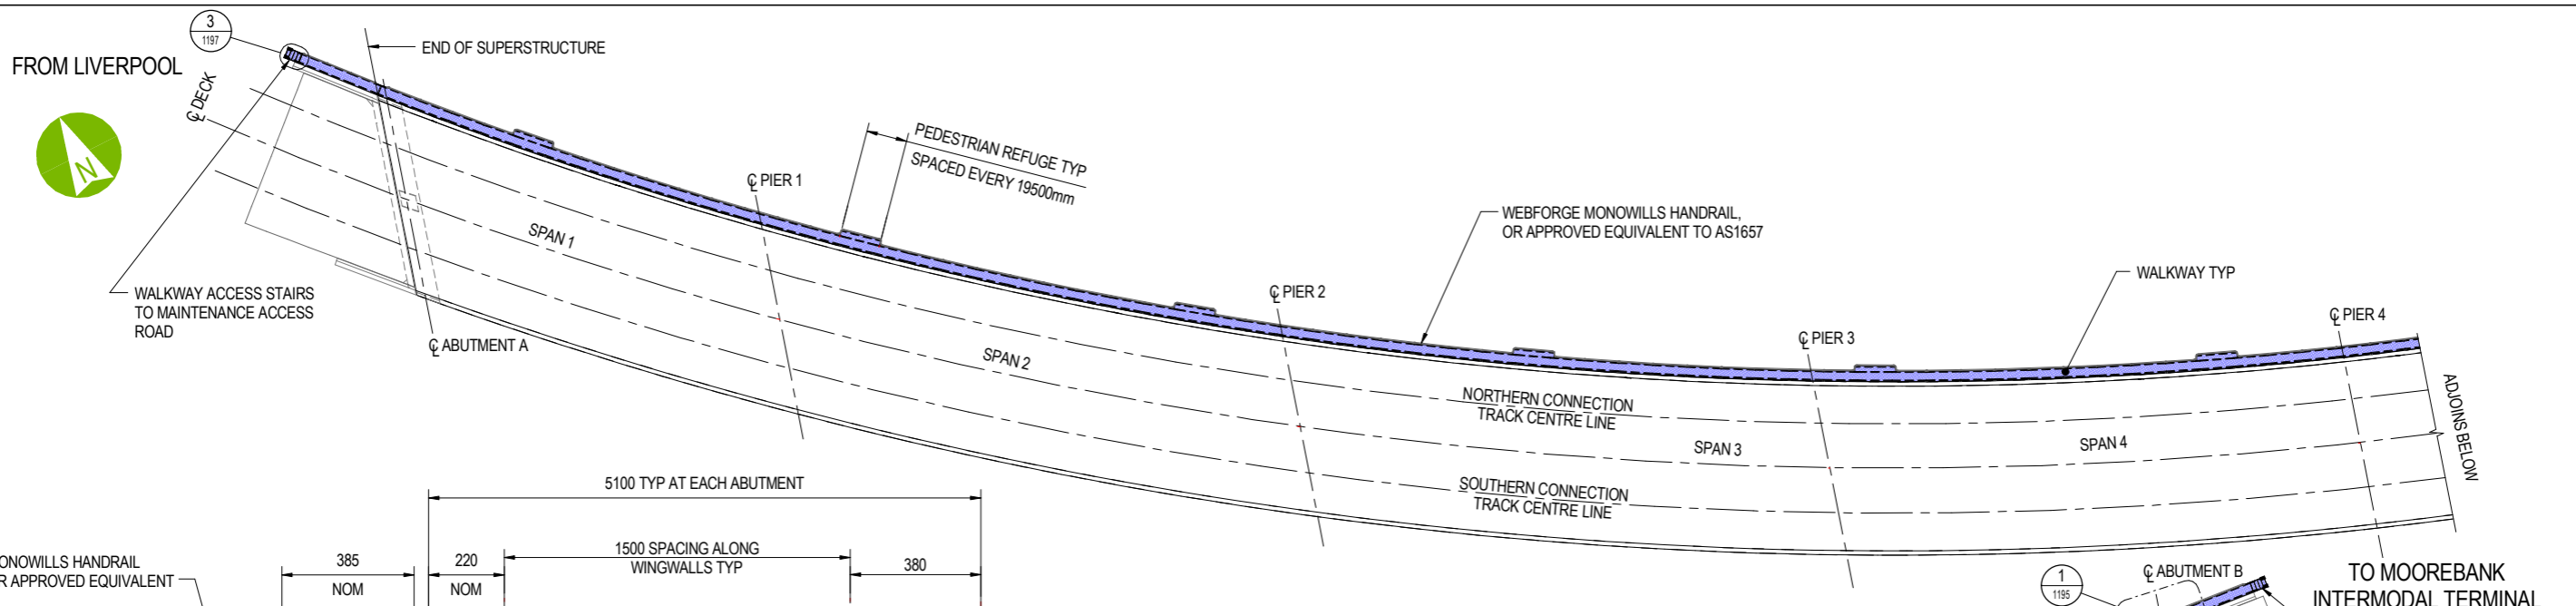 3
1197
FROM LIVERPOOL
END OF SUPERSTRUCTURE
℄ DECK
N
PEDESTRIAN REFUGE TYP
SPACED EVERY 19500mm
℄ PIER 1
SPAN 1
WEBFORGE MONOWILLS HANDRAIL,
OR APPROVED EQUIVALENT TO AS1657
WALKWAY TYP
WALKWAY ACCESS STAIRS
TO MAINTENANCE ACCESS
ROAD
℄ ABUTMENT A
℄ PIER 2
SPAN 2
℄ PIER 3
℄ PIER 4
NORTHERN CONNECTION
TRACK CENTRE LINE
SPAN 3
SPAN 4
ADJOINS BELOW
SOUTHERN CONNECTION
TRACK CENTRE LINE
5100 TYP AT EACH ABUTMENT
1500 SPACING ALONG
WINGWALLS TYP
ONOWILLS HANDRAIL
R APPROVED EQUIVALENT
385
NOM
220
NOM
380
1
1195
℄ ABUTMENT B
TO MOOREBANK
INTERMODAL TERMINAL